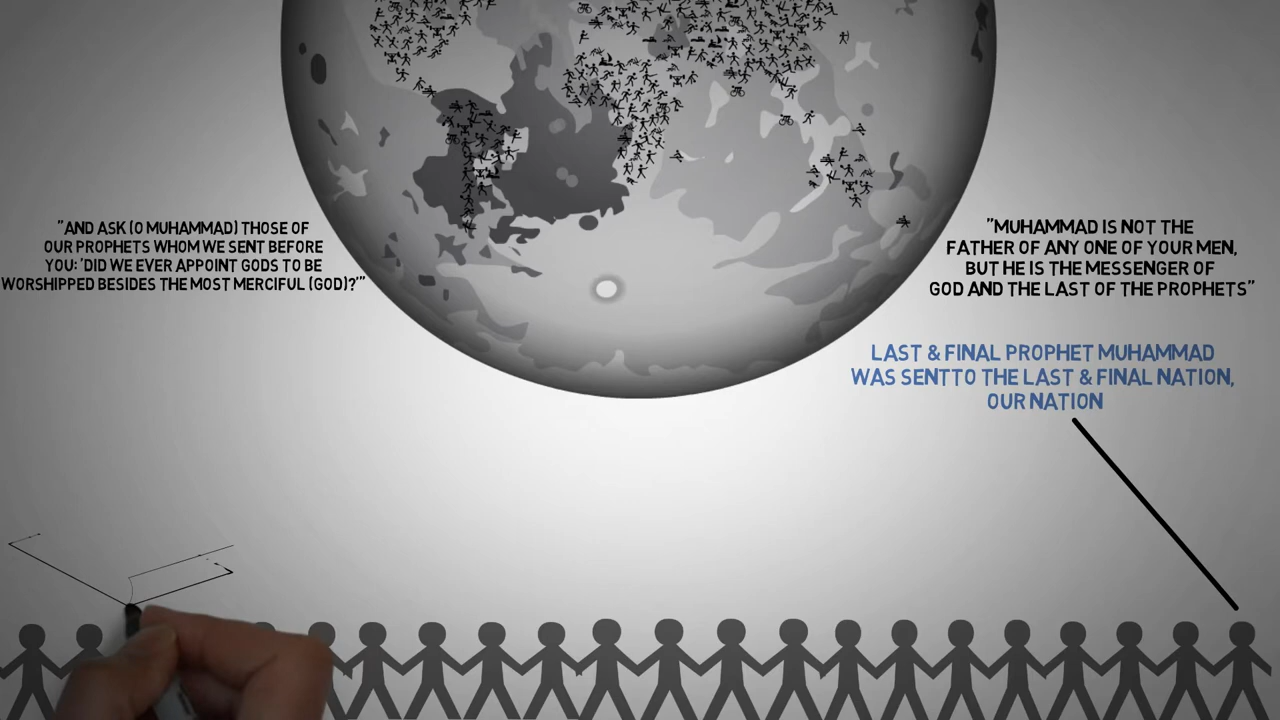 "AND ASK (O MUHAMMAD) THOSE OF
OUR PROPHETS WHOM WE SENT BEFORE
YOU: 'DID WE EVER APPOINT GODS TO BE
WORSHIPPED BESIDES THE MOST MERCIFUL (GOD)?'"
"MUHAMMAD IS NOT THE
FATHER OF ANY ONE OF YOUR MEN,
BUT HE IS THE MESSENGER OF
GOD AND THE LAST OF THE PROPHETS"
LAST & FINAL PROPHET MUHAMMAD
WAS SENT TO THE LAST & FINAL NATION,
OUR NATION